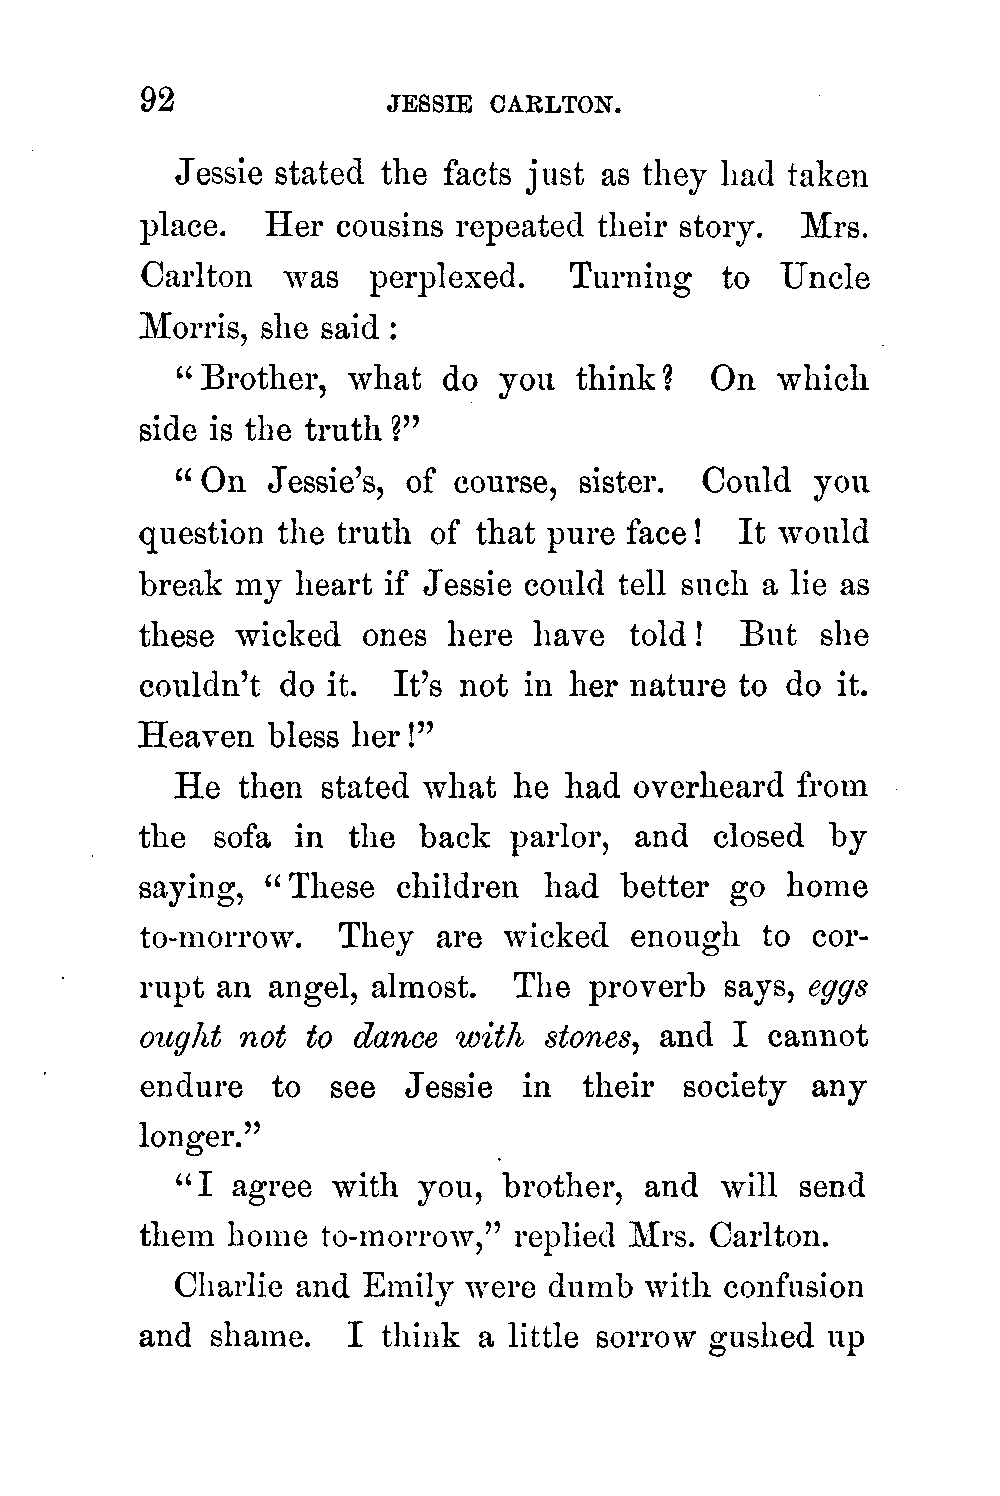 92 JESSIE CARLTON.
Jessie stated the facts just as they had taken
place. Her cousins repeated their story. Mrs.
Carlton was perplexed. Turning to Uncle
Morris, she said :
“Brother, what do you think? On which
side is the truth ?”
“On Jessie’s, of course, sister. Could you
question the truth of that pure face! It would
break my heart if Jessie could tell such a lie as
these wicked ones here have told! But she
couldn’t do it. It’s not in her nature to do it.
Heaven bless her!”
He then stated what he had overheard from
the sofa in the back parlor, and closed by
saying, “These children had better go home
to-morrow. They are wicked enough to cor-
rupt an angel, almost. The proverb says, eggs
ought not to dance with stones, and I cannot
endure to see Jessie in their society any
longer.”
“I agree with you, brother, and will send
them home to-morrow,” replied Mrs. Carlton.
Charlie and Emily were dumb with confusion
and shame. I think a little sorrow gushed up